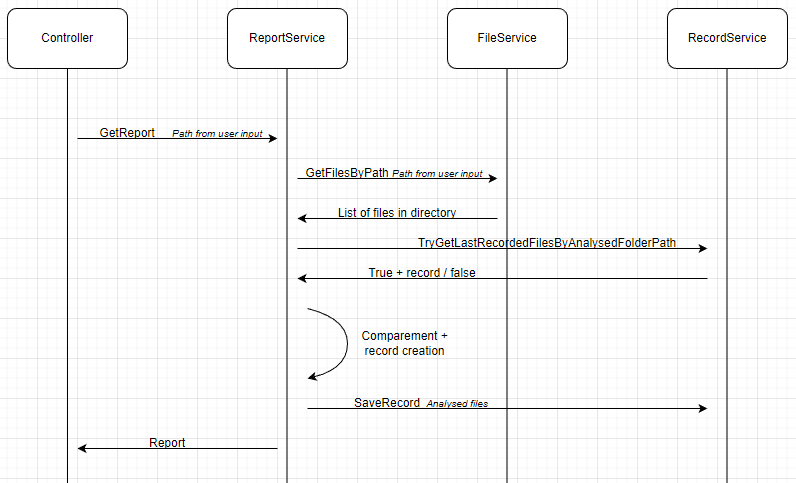 Controller
ReportService
FileService
RecordService
GetReport Path from user input
GetFilesByPath Path from user input
List of files in directory
TryGetLastRecordedFilesByAnalysedFolderPath
True + record / false
Comparement +
record creation
SaveRecord Analysed files
Report